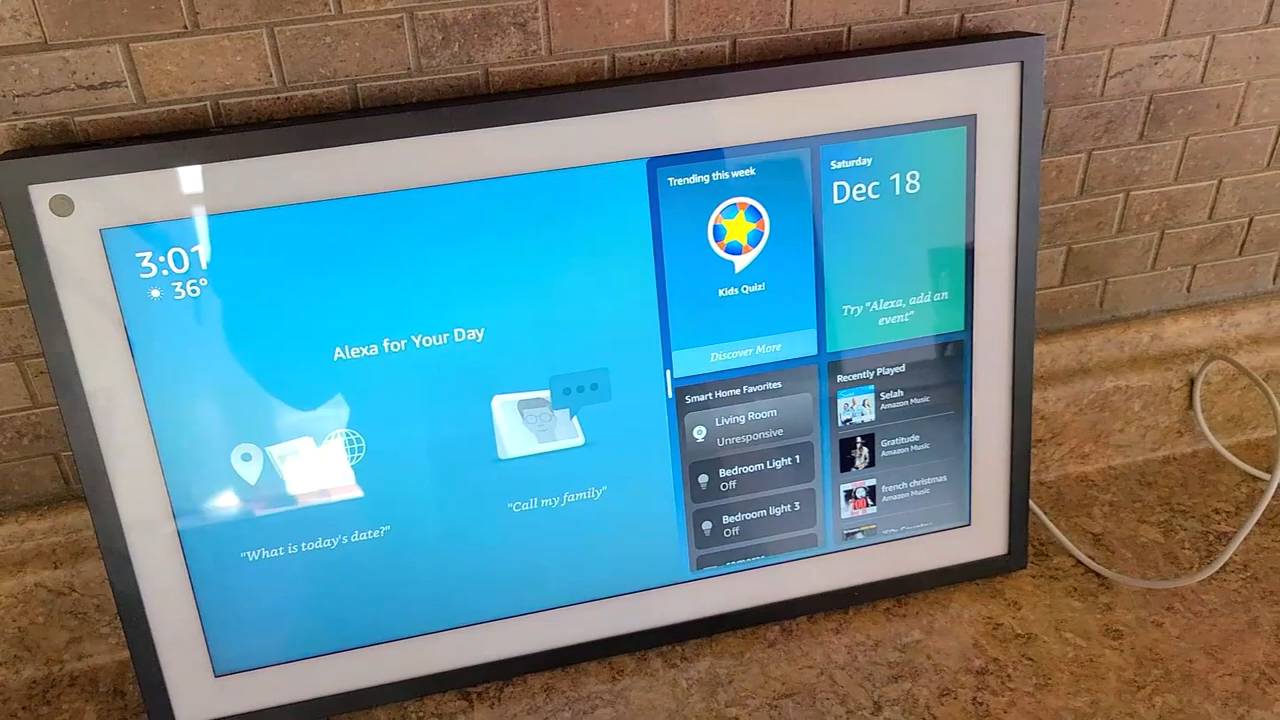 3:01
36°
Alexa for Your Day
"What is today's date?"
"Call my family"
Trending this week
Kids Quiz!
Discover More
Saturday
Dec 18
Try "Alexa, add an
event"
Smart Home Favorites
Living Room
Unresponsive
Bedroom Light 1
Off
Bedroom light 3
Off
Recently Played
Selah
Amazon Music
Gratitude
Amazon Music
french christmas
Amazon Music